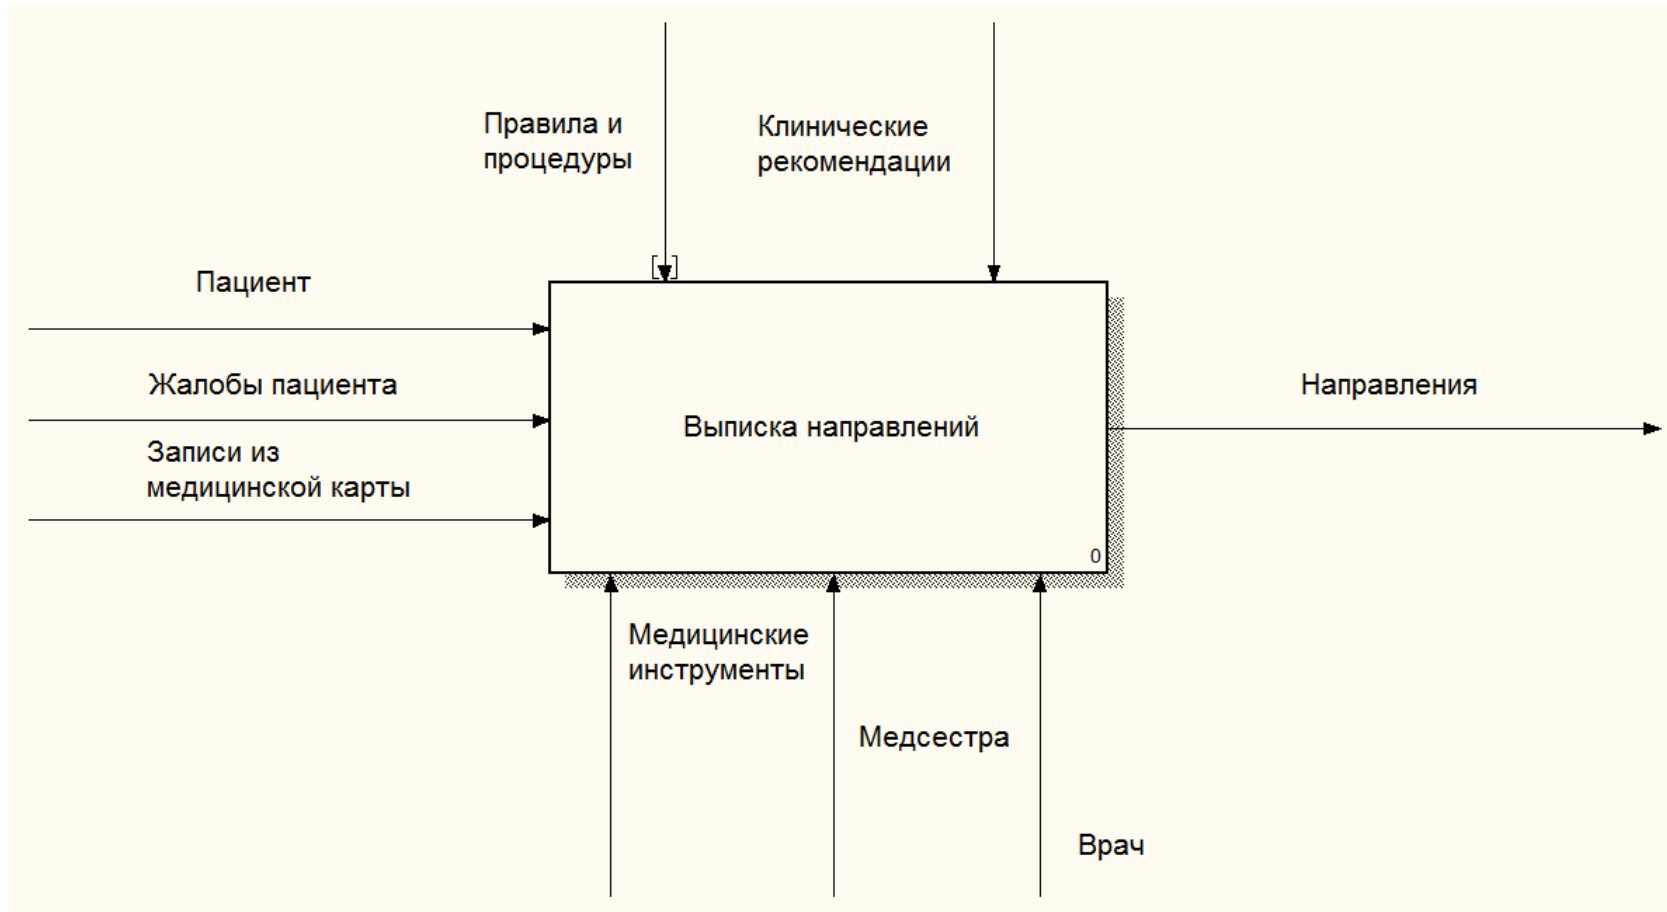 Правила и
процедуры
Клинические
рекомендации
Пациент
Жалобы пациента
Записи из
медицинской карты
Выписка направлений
0
Направления
Медицинские
инструменты
Медсестра
Врач